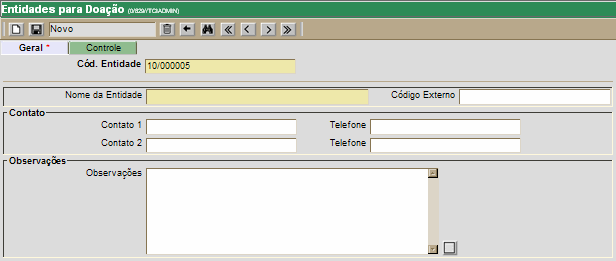 Entidades para Doação (0/829/TCIADMIN)
Novo
Geral * Controle
Cód. Entidade 10/000005
Nome da Entidade Código Externo
Contato
Contato 1 Telefone
Contato 2 Telefone
Observações
Observações